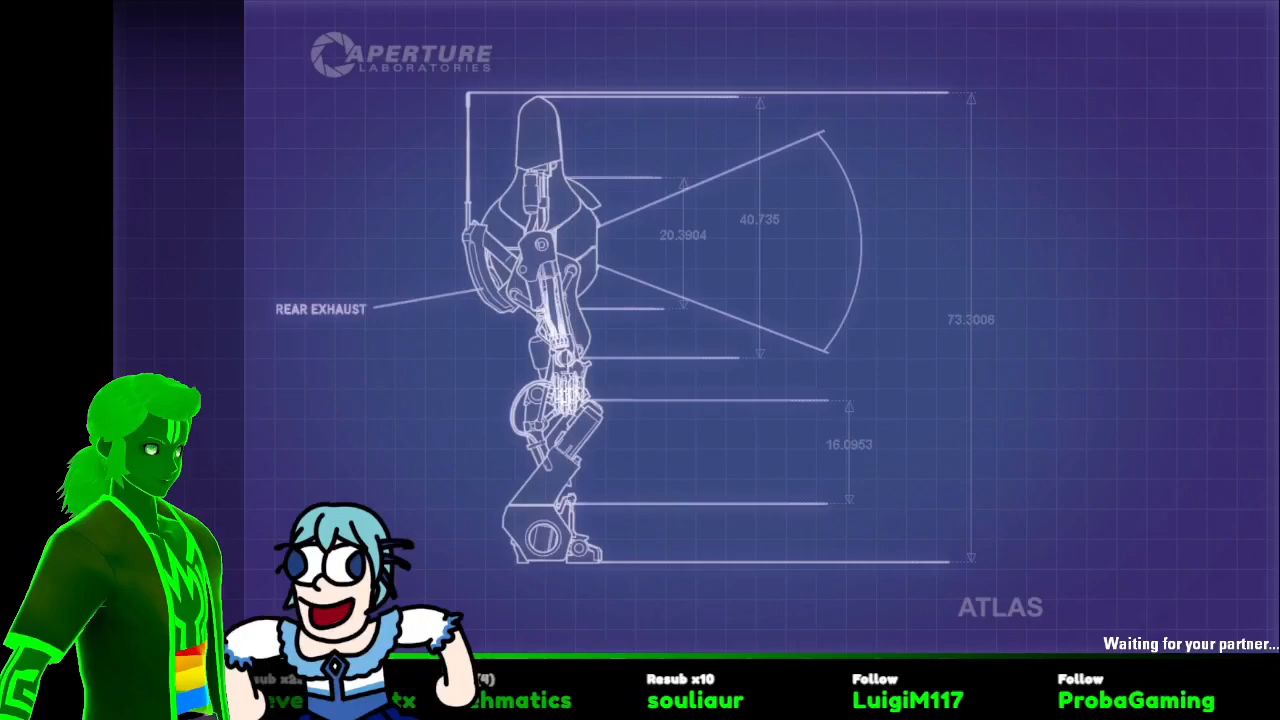 APERTURE
LABORATORIES
40.735
20.3904
REAR EXHAUST
73.3006
16.0953
ATLAS
Waiting for your partner...
Resub x10
Follow
Follow
souliaur
LuigiM117
ProbaGaming